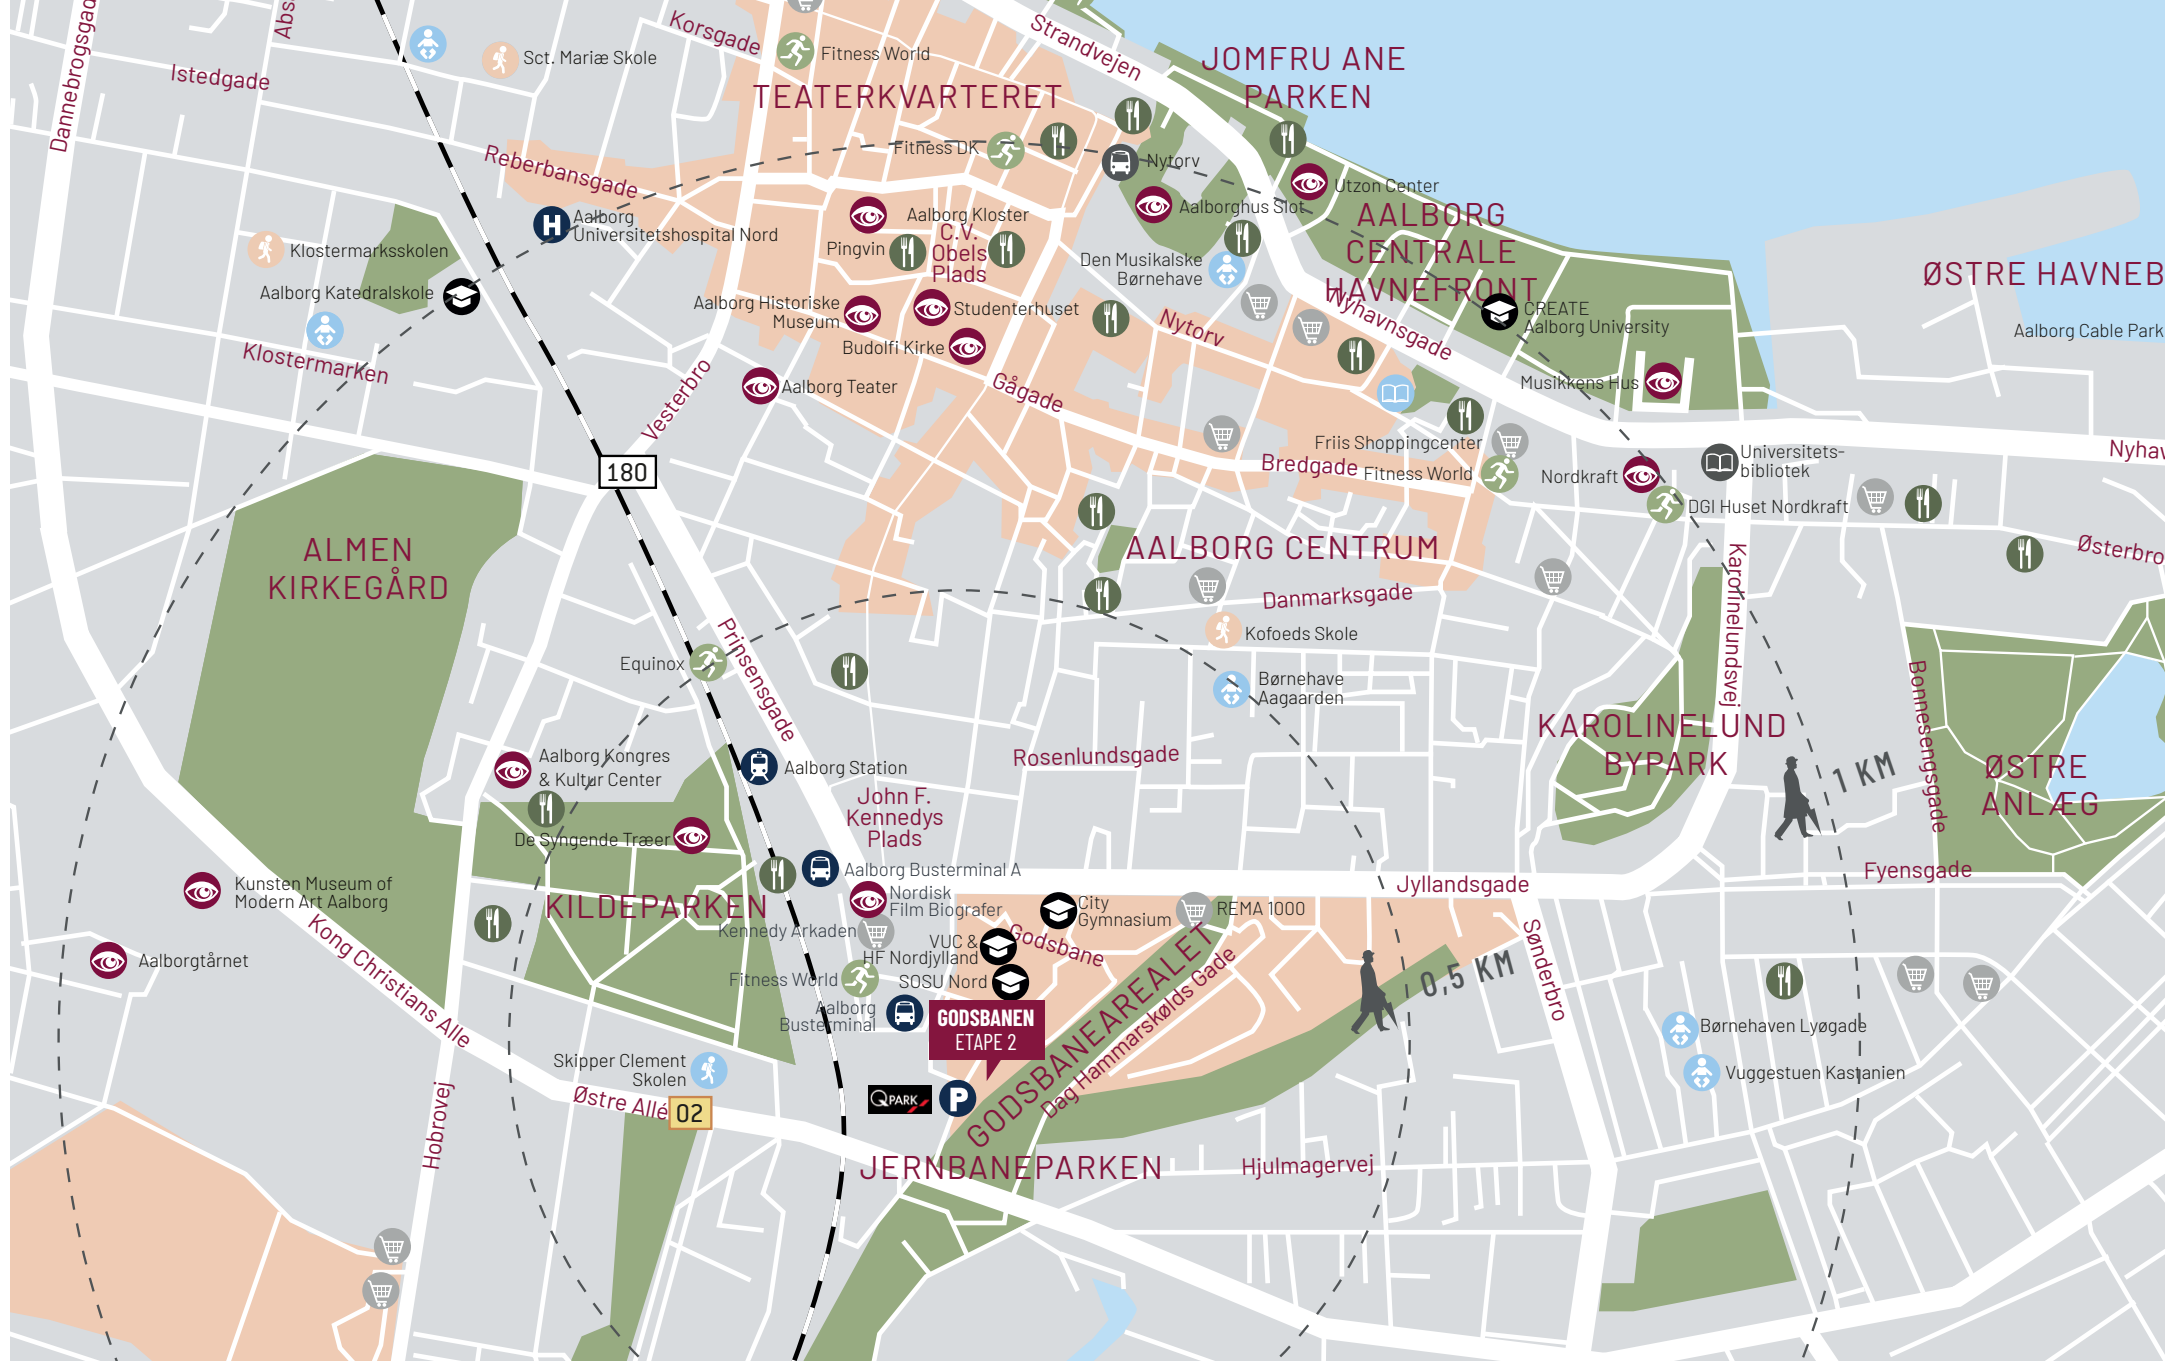 Dannebrogsgad
Abs
Istedgade
Sct. Mariæ Skole
Korsgade
Fitness World
TEATERKVARTERET
Strandvejen
JOMFRU ANE
PARKEN
Reberbansgade
Fitness DK
Nytorv
Utzon Center
Aalborghus Slot
H
Aalborg
Universitetshospital Nord
Aalborg Kloster
Pingvin
C.V.
Obels
Plads
AALBORG
CENTRALE
HAVNEFRONT
Klostermarksskolen
Aalborg Katedralskole
Den Musikalske
Børnehave
ØSTRE HAVNEB
Aalborg Cable Park
Klostermarken
Aalborg Historiske
Museum
Studenterhuset
Budolfi Kirke
Nytorv
Nyhavnsgade
CREATE
Aalborg University
Musikkens Hus
Vesterbro
Aalborg Teater
Gågade
180
Friis Shoppingcenter
Bredgade
Fitness World
Nordkraft
Universitets-
bibliotek
Nyhav
DGI Huset Nordkraft
Østerbro
ALMEN
KIRKEGÅRD
AALBORG CENTRUM
Danmarksgade
Kofoeds Skole
Karolinelundsvej
Equinox
Prinsensgade
Børnehave
Aagaarden
Bonnesensgade
KAROLINELUND
BYPARK
Rosenlundsgade
Aalborg Kongres
& Kultur Center
Aalborg Station
John F.
Kennedys
Plads
1 KM
ØSTRE
ANLÆG
De Syngende Træer
Aalborg Busterminal A
Jyllandsgade
Fyensgade
Kunsten Museum of
Modern Art Aalborg
KILDEPARKEN
Nordisk
Film Biografer
City
Gymnasium
REMA 1000
Kennedy Arkaden
VUC &
HF Nordjylland
Godsbane
Aalborgtårnet
Kong Christians Alle
Fitness World
SOSU Nord
0,5 KM
Sønderbro
Aalborg
Busterminal
GODSBANEN
ETAPE 2
GODSBANEAREALET
Dag Hammarskølds Gade
Børnehaven Lyøgade
Skipper Clement
Skolen
Vuggestuen Kastanien
Q PARK
P
Østre Allé
02
Hobrovej
JERNBANEPARKEN
Hjulmagervej